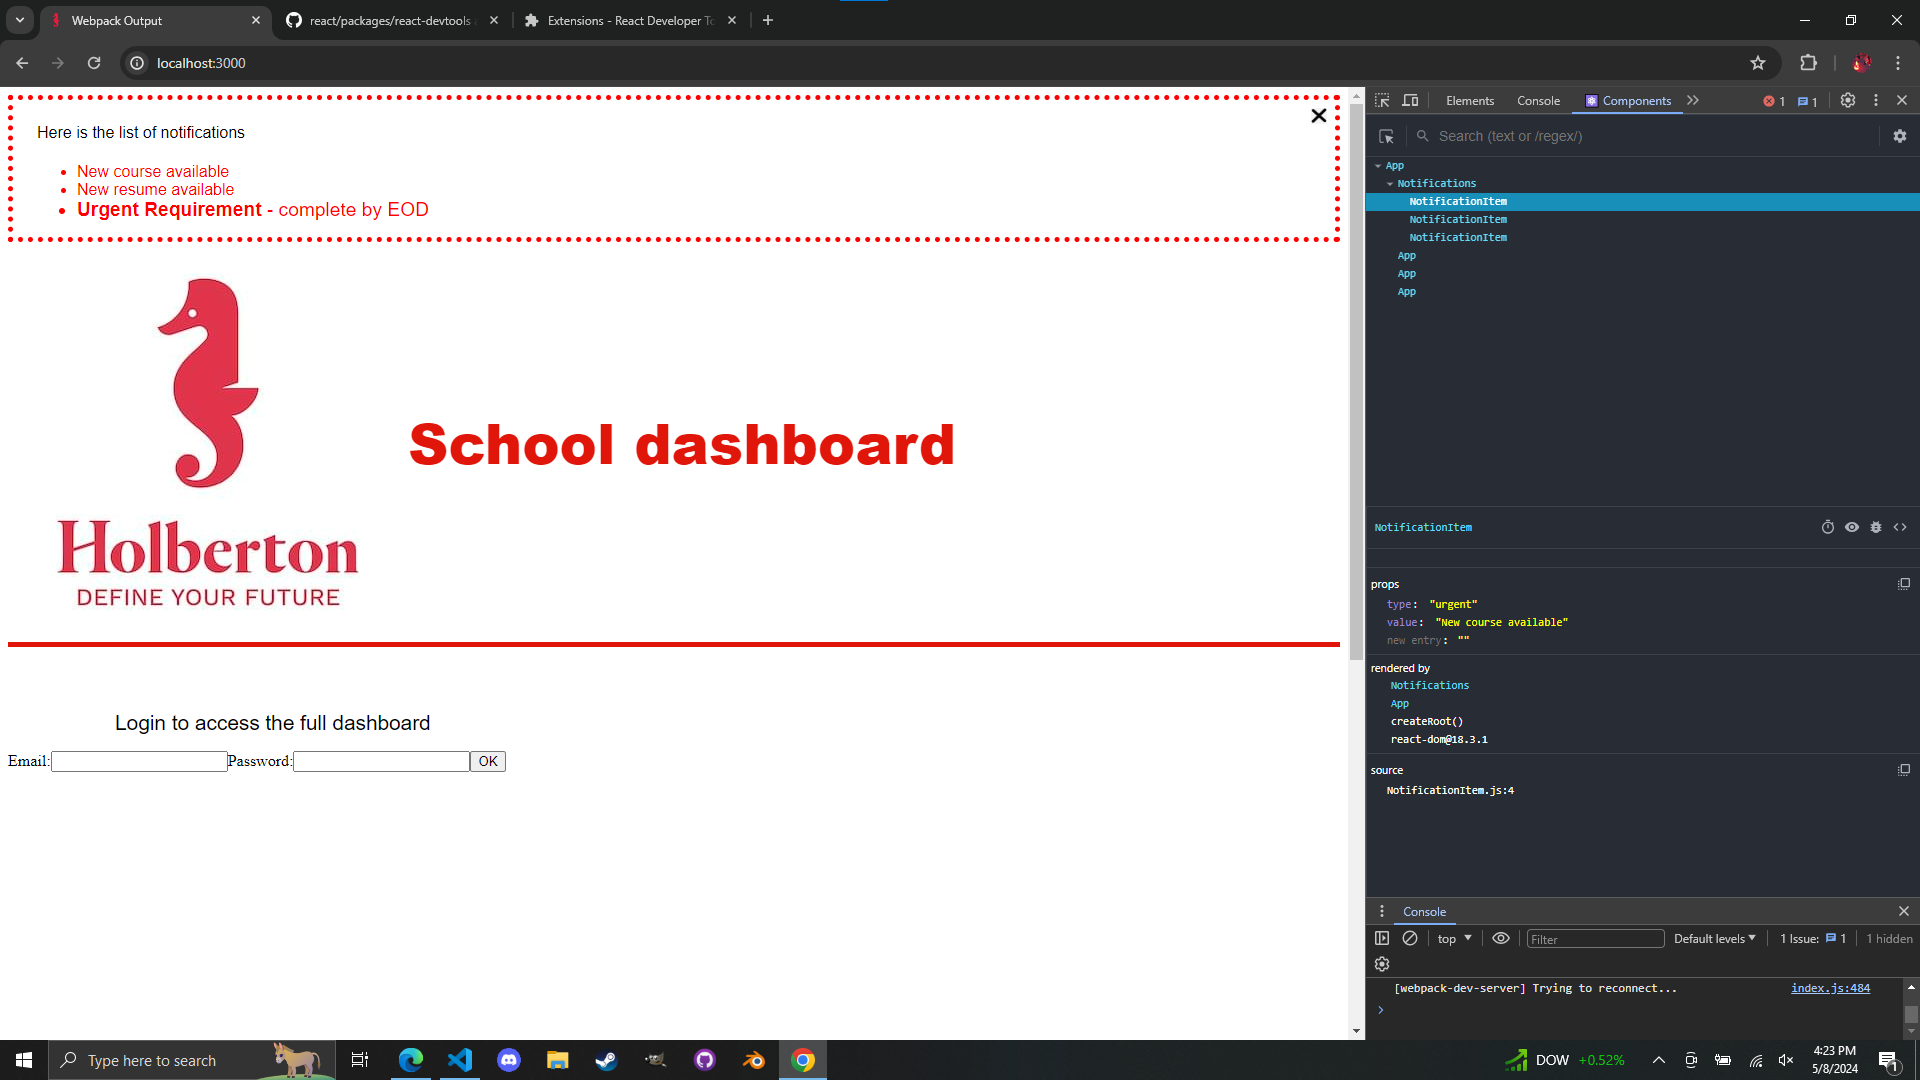 Webpack Output
react/packages/react-devtools
Extensions - React Developer To
localhost:3000
Here is the list of notifications
New course available
New resume available
Urgent Requirement - complete by EOD
Holberton
DEFINE YOUR FUTURE
School dashboard
Login to access the full dashboard
Email: Password: OK
Elements Console Components 1 1
Search (text or /regex/)
App
Notifications
NotificationItem
NotificationItem
NotificationItem
App
App
App
NotificationItem
props
type: "urgent"
value: "New course available"
new entry: ""
rendered by
Notifications
App
createRoot()
react-dom@18.3.1
source
NotificationItem.js:4
Console
top Filter Default levels 1 Issue: 1 1 hidden
[webpack-dev-server] Trying to reconnect... index.js:484
Type here to search
DOW +0.52%
4:23 PM
5/8/2024
1